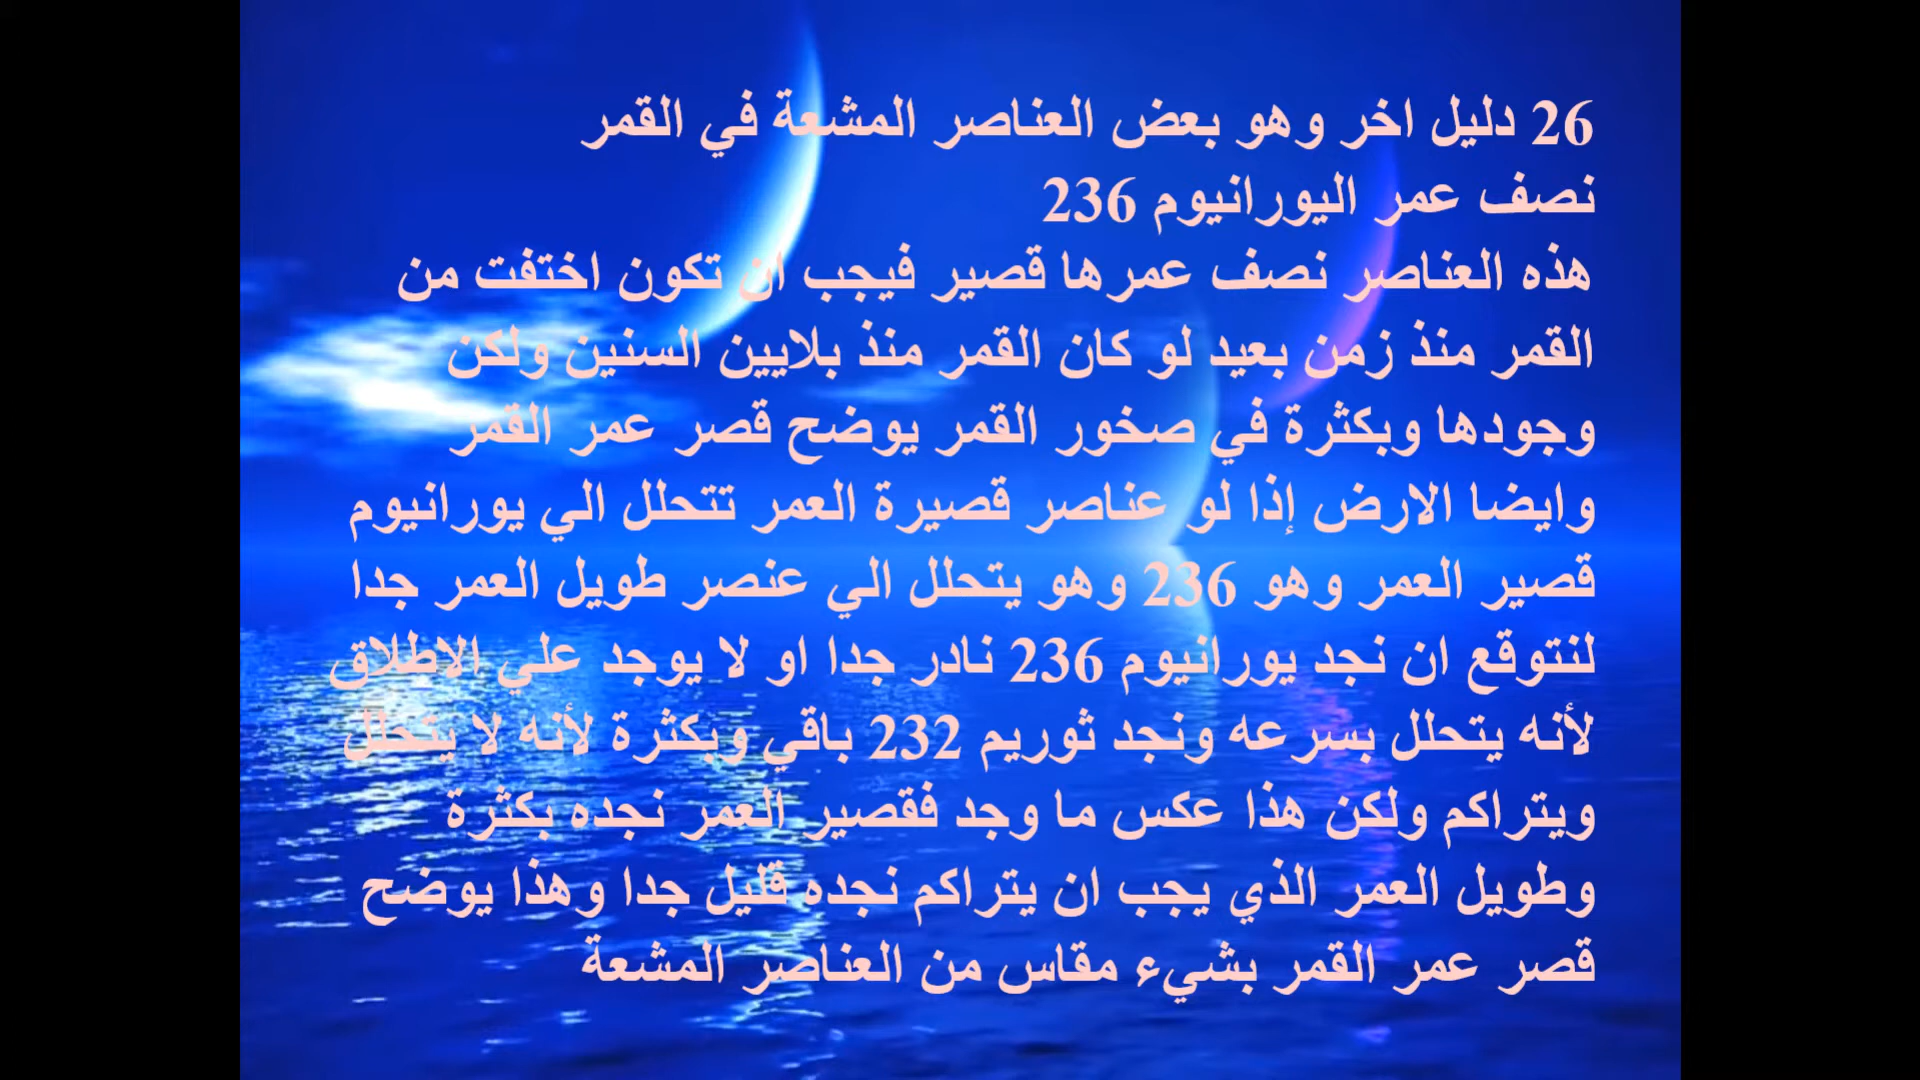 26 دليل اخر وهو بعض العناصر المشعة في القمر
نصف عمر اليورانيوم 236
هذه العناصر نصف عمرها قصير فيجب ان تكون اختفت من
القمر منذ زمن بعيد لو كان القمر منذ بلايين السنين ولكن
وجودها وبكثرة في صخور القمر يوضح قصر عمر القمر
وايضا الارض إذا لو عناصر قصيرة العمر تتحلل الي يورانيوم
قصير العمر وهو 236 وهو يتحلل الي عنصر طويل العمر جدا
لنتوقع ان نجد يورانيوم 236 نادر جدا او لا يوجد علي الاطلاق
لأنه يتحلل بسرعه ونجد ثوريم 232 باقي وبكثرة لأنه لا يتحلل
ويتراكم ولكن هذا عكس ما وجد فقصير العمر نجده بكثرة
وطويل العمر الذي يجب ان يتراكم نجده قليل جدا وهذا يوضح
قصر عمر القمر بشيء مقاس من العناصر المشعة